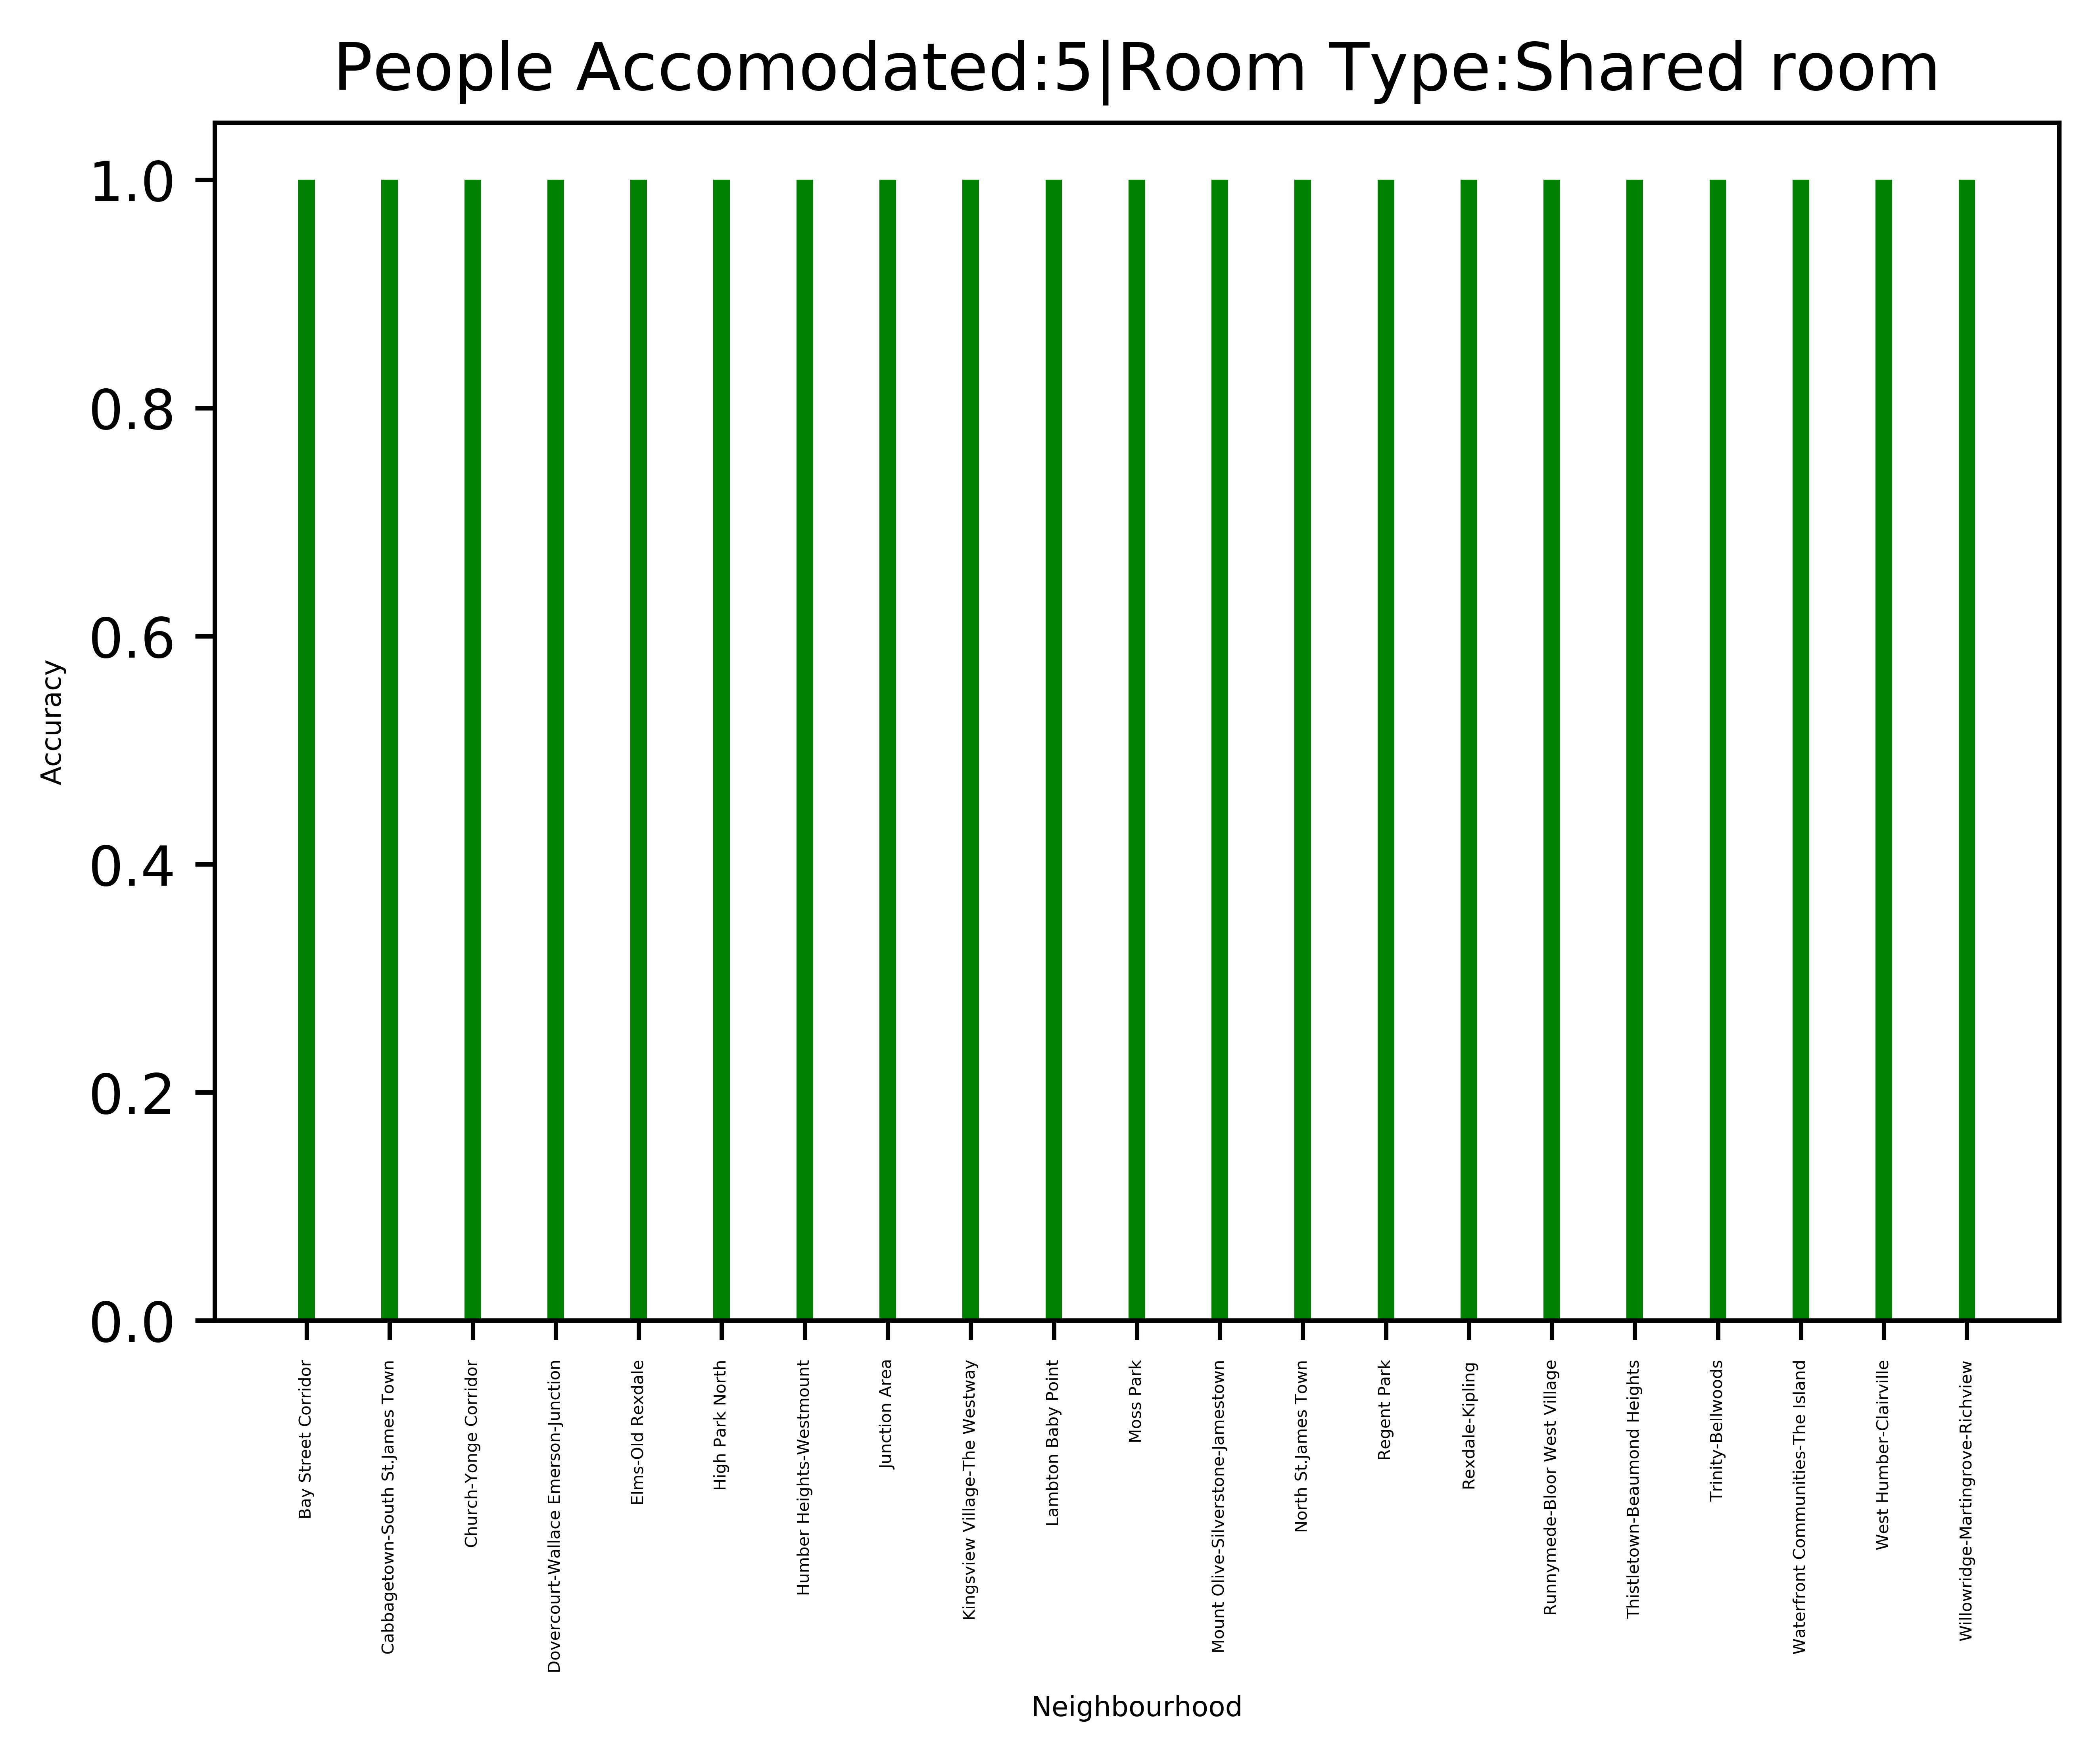 People Accomodated:5|Room Type:Shared room
1.0
0.8
0.6
0.4
0.2
0.0
Accuracy
Bay Street Corridor
Cabbagetown-South St.James Town
Church-Yonge Corridor
Dovercourt-Wallace Emerson-Junction
Elms-Old Rexdale
High Park North
Humber Heights-Westmount
Junction Area
Kingsview Village-The Westway
Lambton Baby Point
Moss Park
Mount Olive-Silverstone-Jamestown
North St.James Town
Regent Park
Rexdale-Kipling
Runnymede-Bloor West Village
Thistletown-Beaumond Heights
Trinity-Bellwoods
Waterfront Communities-The Island
West Humber-Clairville
Willowridge-Martingrove-Richview
Neighbourhood